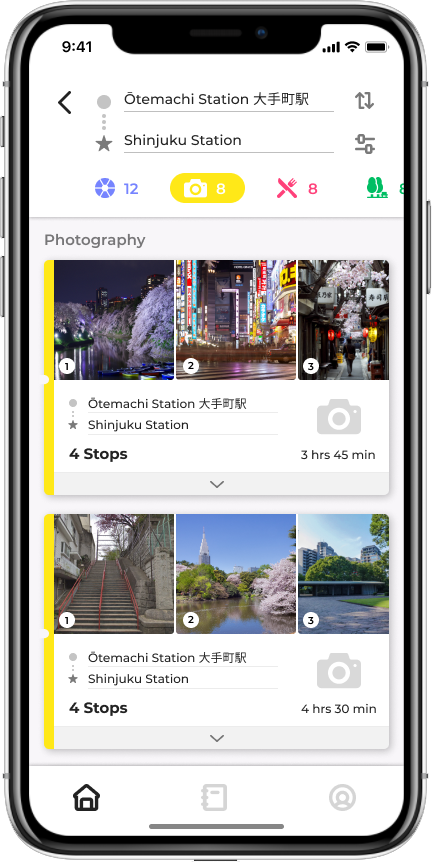 9:41
Ōtemachi Station 大手町駅
Shinjuku Station
12
8
8
8
Photography
1
2
3
Ōtemachi Station 大手町駅
Shinjuku Station
4 Stops
3 hrs 45 min
1
2
3
Ōtemachi Station 大手町駅
Shinjuku Station
4 Stops
4 hrs 30 min